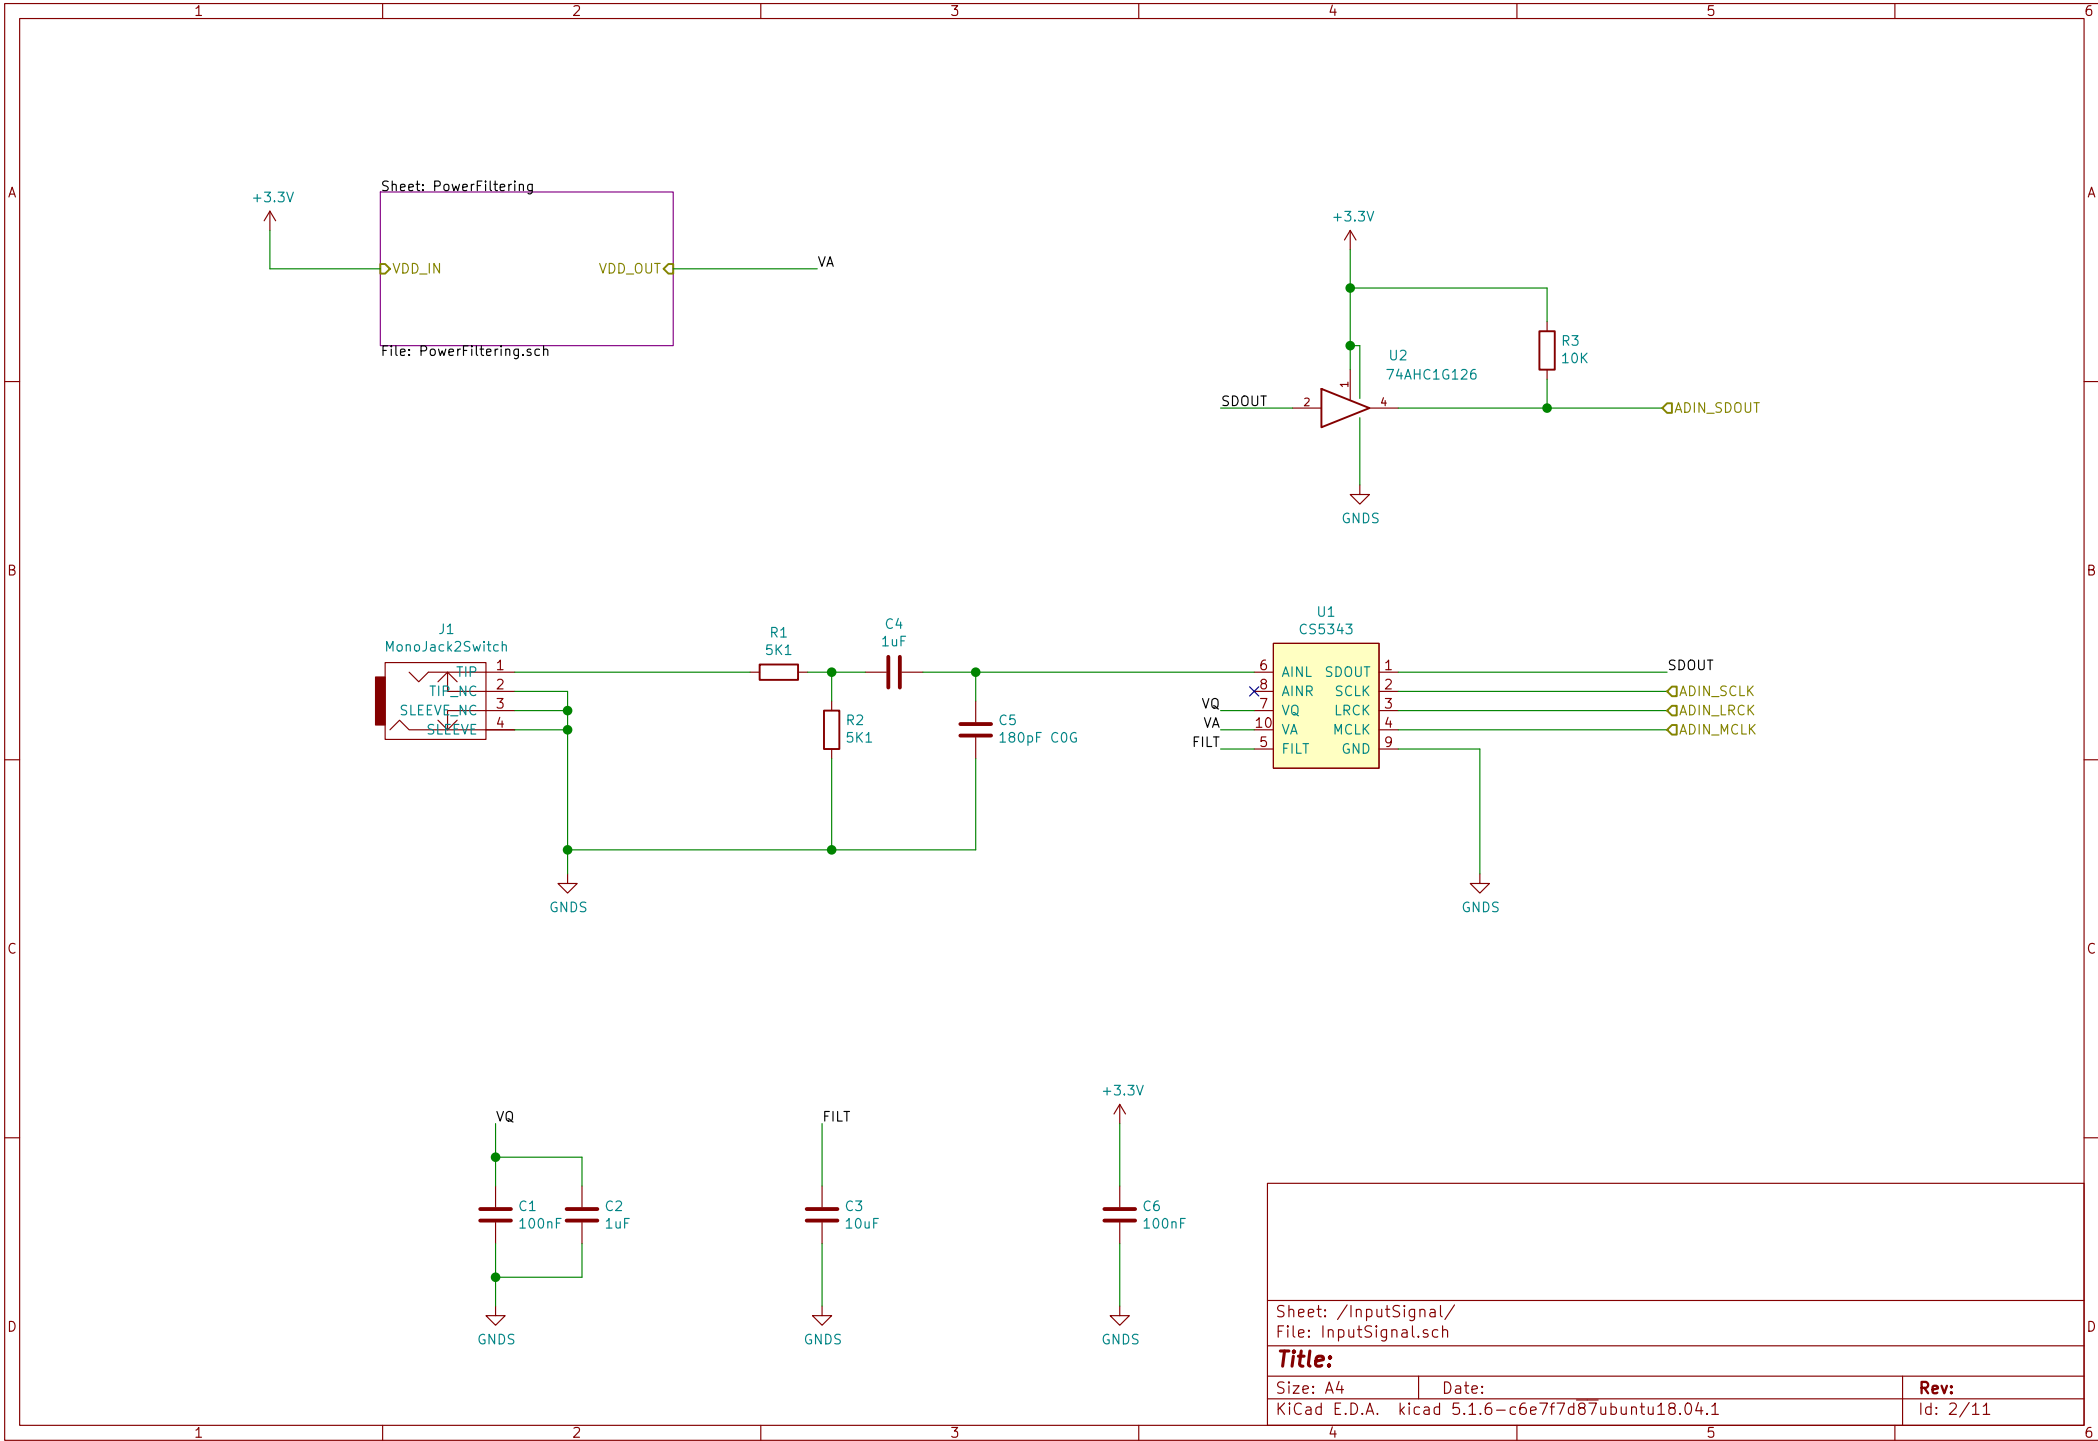 1 2 3 4 5 6
A A
B B
C C
D D
Sheet: PowerFiltering
+3.3V
VDD_IN VDD_OUT
VA
File: PowerFiltering.sch
+3.3V
R3
10K
U2
74AHC1G126
1
SDOUT
2 4
ADIN_SDOUT
GNDS
J1
MonoJack2Switch
TIP 1
TIP_NC 2
SLEEVE_NC 3
SLEEVE 4
R1
5K1
C4
1uF
R2
5K1
C5
180pF C0G
GNDS
U1
CS5343
6 AINL SDOUT 1 SDOUT
8 AINR SCLK 2 ADIN_SCLK
VQ 7 VQ LRCK 3 ADIN_LRCK
VA 10 VA MCLK 4 ADIN_MCLK
FILT 5 FILT GND 9
GNDS
VQ
C1
100nF
C2
1uF
GNDS
FILT
C3
10uF
GNDS
+3.3V
C6
100nF
GNDS
Sheet: /InputSignal/
File: InputSignal.sch
Title:
Size: A4 Date: Rev:
KiCad E.D.A. kicad 5.1.6-c6e7f7d87ubuntu18.04.1 Id: 2/11
1 2 3 4 5 6